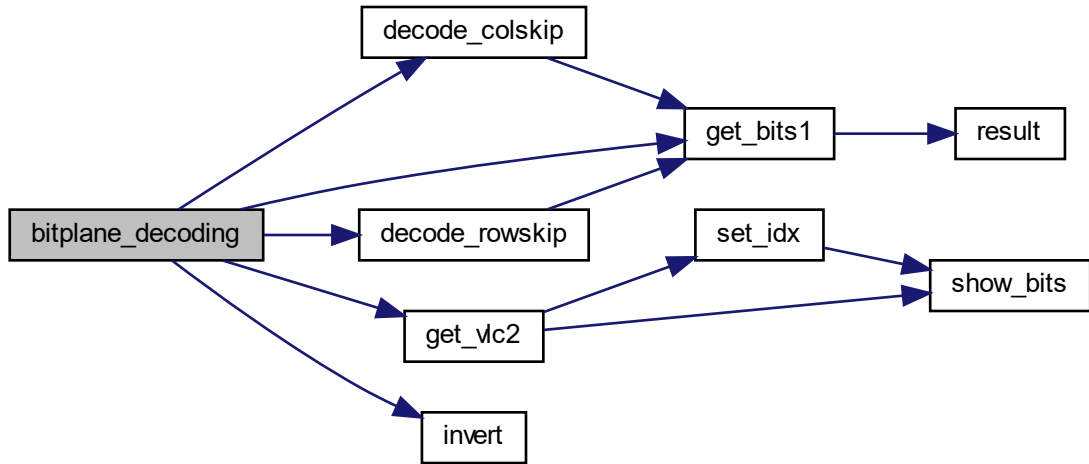 decode_colskip
get_bits1
result
bitplane_decoding
decode_rowskip
set_idx
show_bits
get_vlc2
invert